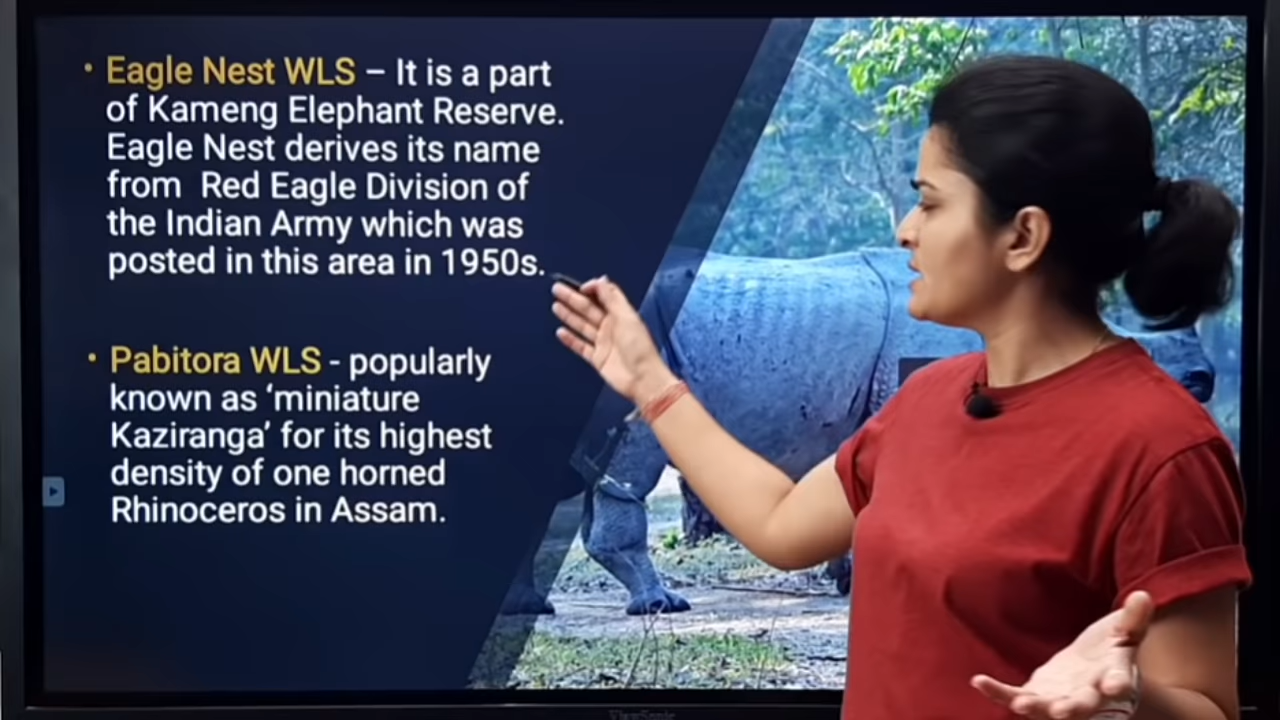 • Eagle Nest WLS – It is a part
of Kameng Elephant Reserve.
Eagle Nest derives its name
from Red Eagle Division of
the Indian Army which was
posted in this area in 1950s.
• Pabitora WLS - popularly
known as ‘miniature
Kaziranga’ for its highest
density of one horned
Rhinoceros in Assam.
ViewSonic